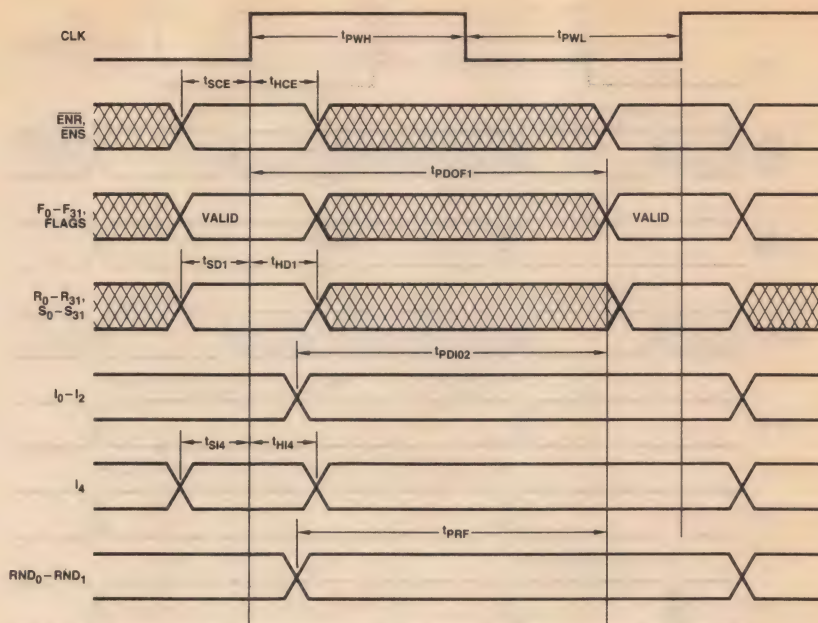 CLK
tPWH
tPWL
tSCE
tHCE
ENR,
ENS
tPDOF1
F0–F31,
FLAGS
VALID
VALID
tSD1
tHD1
R0–R31,
S0–S31
tPDI02
I0–I2
tSI4
tHI4
I4
tPRF
RND0–RND1